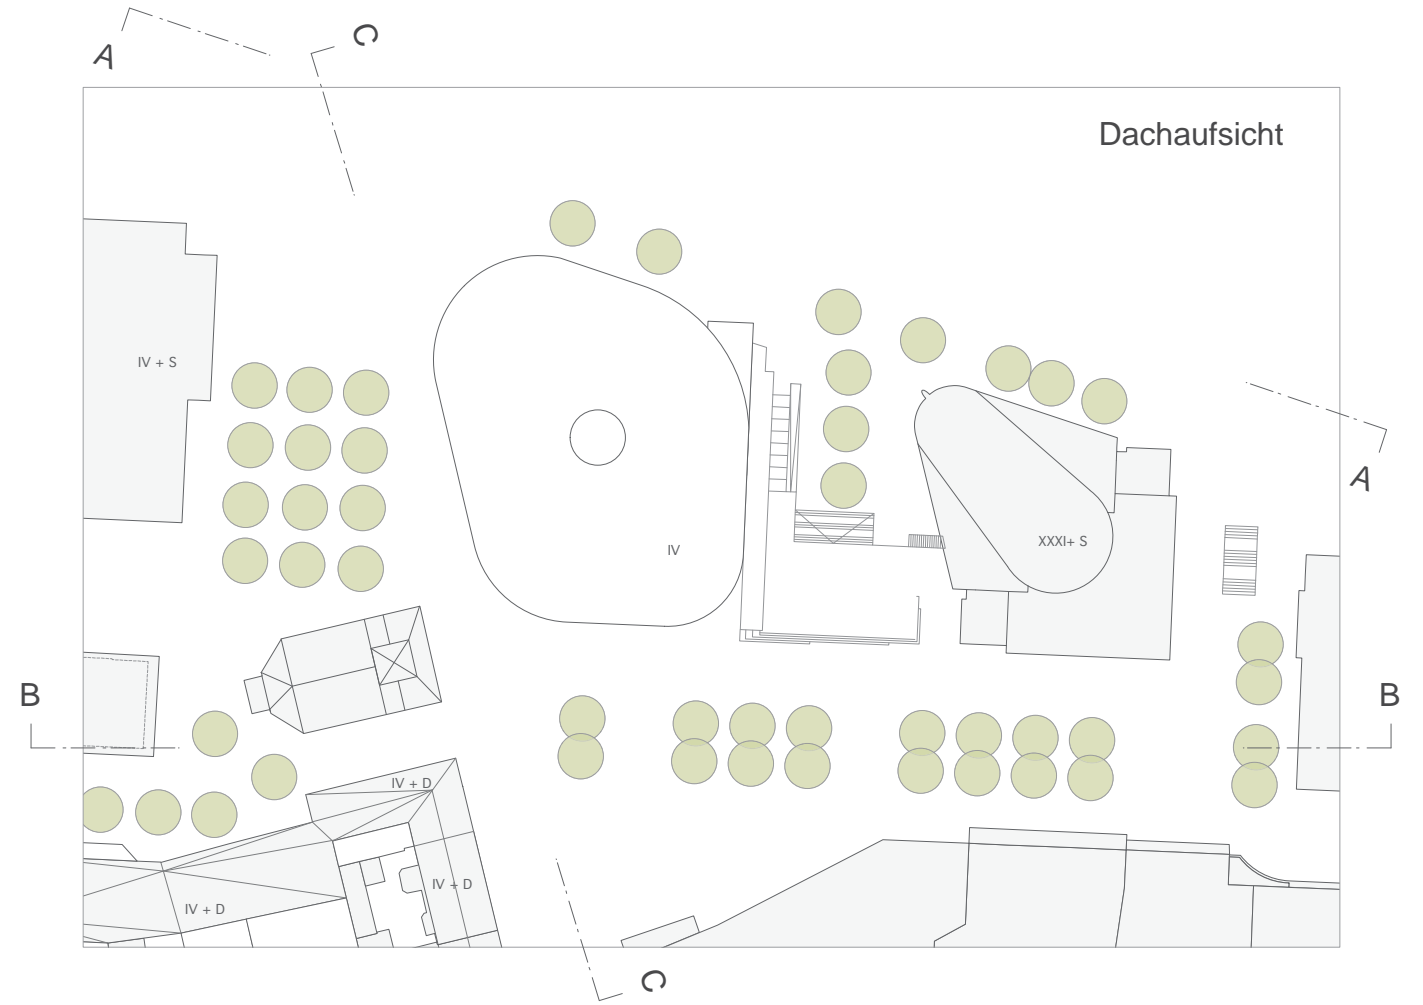 C
A
Dachaufsicht
IV + S
A
IV
XXXI+ S
B
B
IV + D
IV + D
IV + D
C